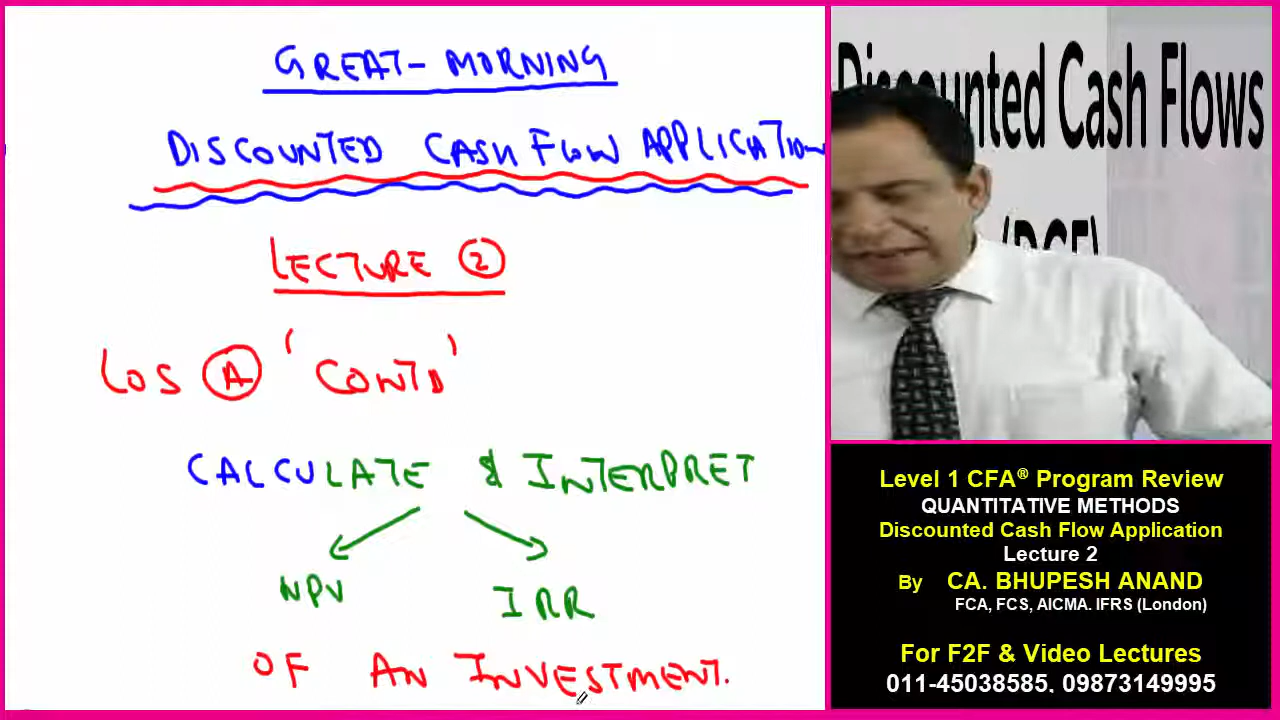 GREAT-MORNING
DISCOUNTED CASH FLOW APPLICATION
LECTURE 2
LOS A 'CONTD'
CALCULATE & INTERPRET
NPV IRR
OF AN INVESTMENT.
Discounted Cash Flows
(DCF)
Level 1 CFA® Program Review
QUANTITATIVE METHODS
Discounted Cash Flow Application
Lecture 2
By CA. BHUPESH ANAND
FCA, FCS, AICMA. IFRS (London)
For F2F & Video Lectures
011-45038585, 09873149995